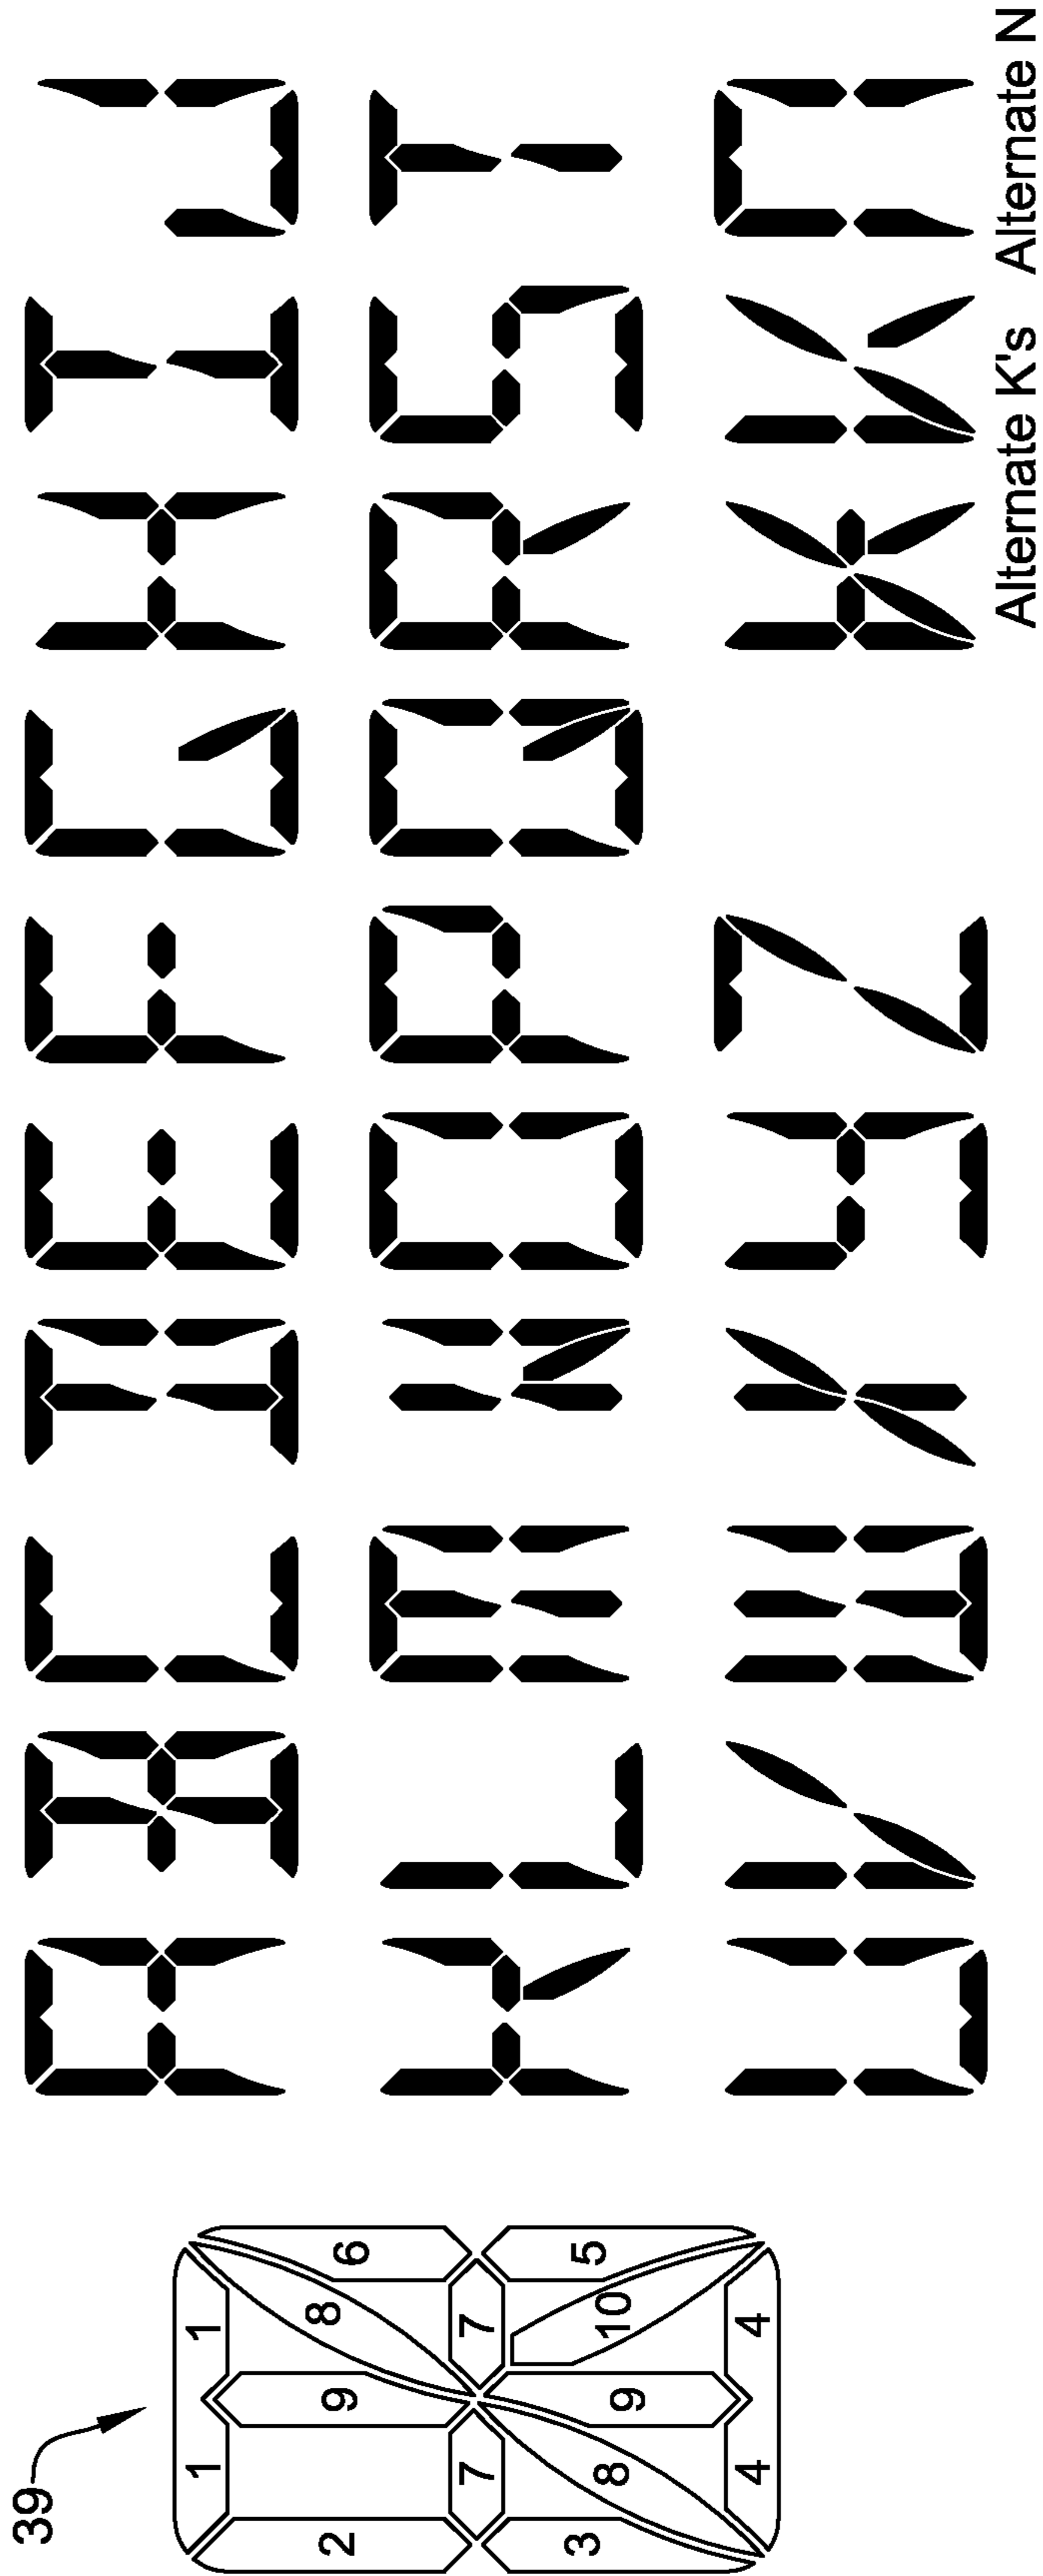 39
1 1
2 9 8 6
7 7
3 8 9 10 5
4 4
A B C D E F G H I J
K L M N O P Q R S T
U V W X Y Z K K N
Alternate K's Alternate N